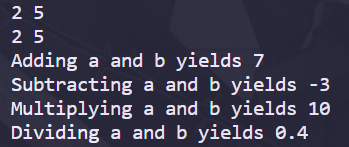 2 5
2 5
Adding a and b yields 7
Subtracting a and b yields -3
Multiplying a and b yields 10
Dividing a and b yields 0.4